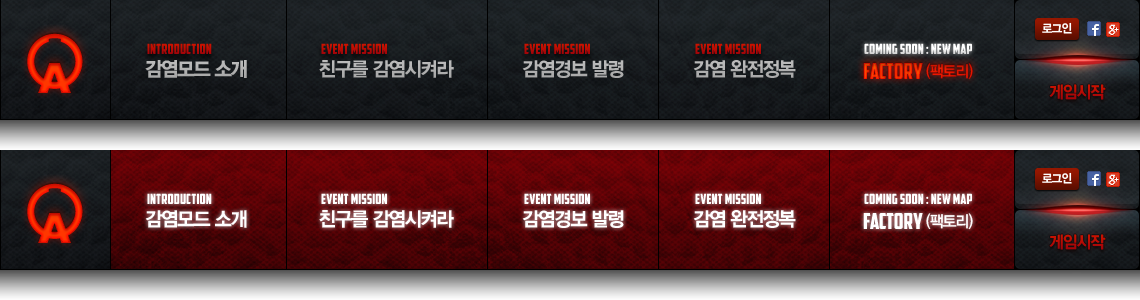 INTRODUCTION
감염모드 소개
EVENT MISSION
친구를 감염시켜라
EVENT MISSION
감염경보 발령
EVENT MISSION
감염 완전정복
COMING SOON : NEW MAP
FACTORY (팩토리)
로그인
게임시작
INTRODUCTION
감염모드 소개
EVENT MISSION
친구를 감염시켜라
EVENT MISSION
감염경보 발령
EVENT MISSION
감염 완전정복
COMING SOON : NEW MAP
FACTORY (팩토리)
로그인
게임시작